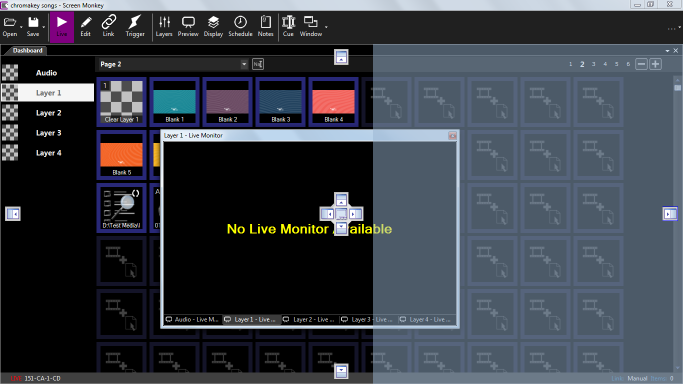 chromakey songs - Screen Monkey
Open Save Live Edit Link Trigger Layers Preview Display Schedule Notes Cue Window
Dashboard
Page 2 1 2 3 4 5 6
Audio
Layer 1
Layer 2
Layer 3
Layer 4
1
Clear Layer 1 Blank 1 Blank 2 Blank 3 Blank 4
Layer 1 - Live Monitor
Blank 5
D:\Test Media\
No Live Monitor Available
Audio - Live M... Layer 1 - Live ... Layer 2 - Live ... Layer 3 - Live ... Layer 4 - Live ...
151-CA-1-CD Manual 0